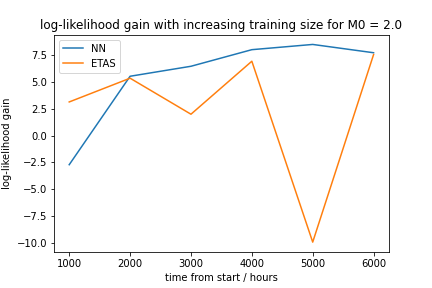 log-likelihood gain with increasing training size for M0 = 2.0
NN
ETAS
log-likelihood gain
7.5
5.0
2.5
0.0
−2.5
−5.0
−7.5
−10.0
1000 2000 3000 4000 5000 6000
time from start / hours